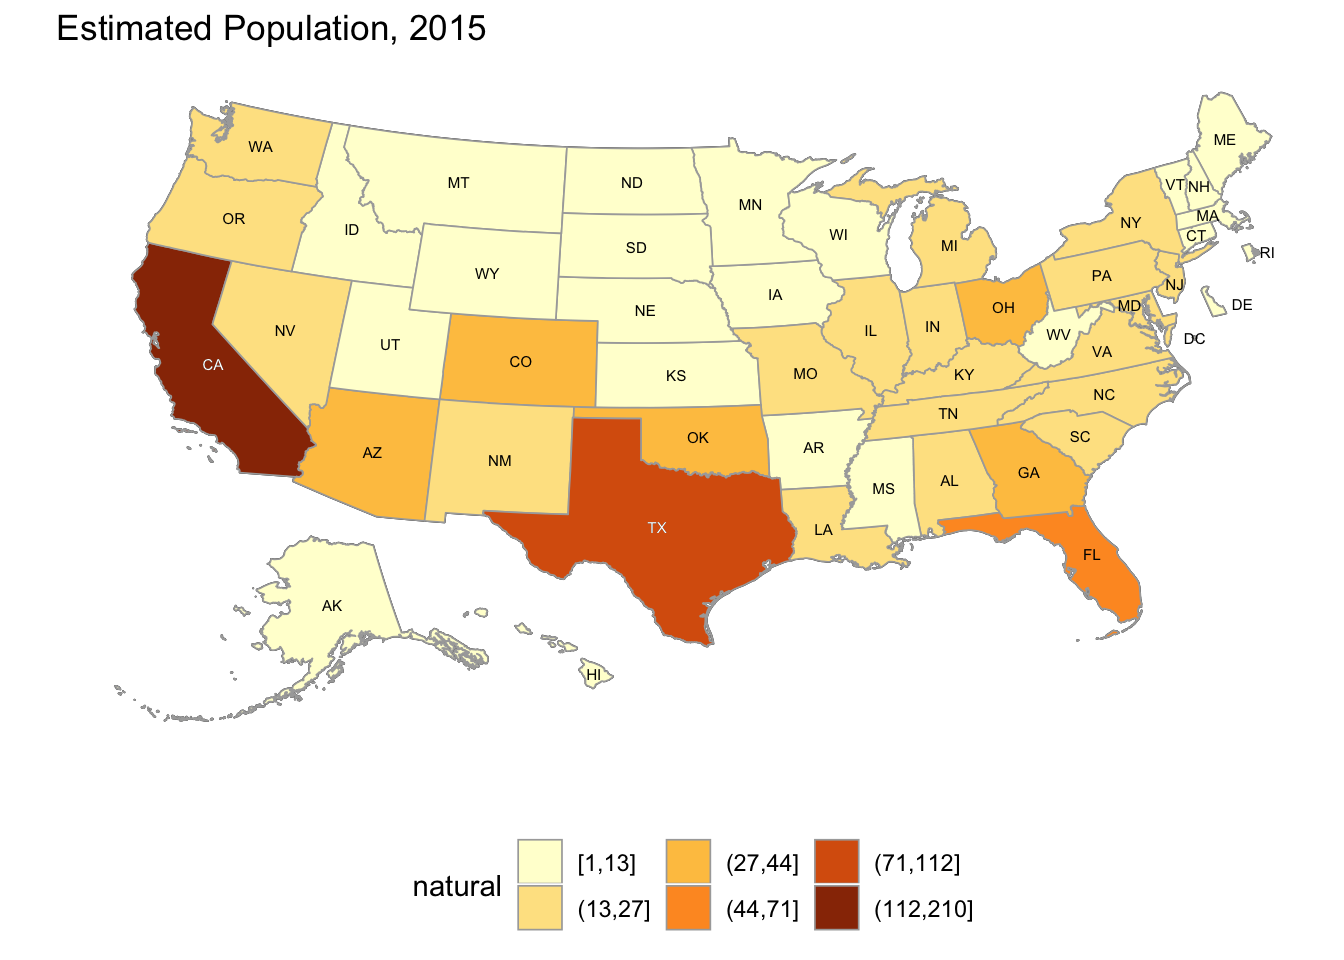 Estimated Population, 2015
ME
WA
MT
ND
VT
NH
MN
OR
ID
WI
NY
MA
CT
MI
SD
RI
WY
PA
NJ
IA
DE
NE
OH
MD
NV
IL
IN
WV
DC
UT
VA
CO
CA
KS
MO
KY
NC
TN
OK
SC
AZ
AR
NM
GA
MS
AL
TX
LA
FL
AK
HI
natural
[1,13]
(13,27]
(27,44]
(44,71]
(71,112]
(112,210]